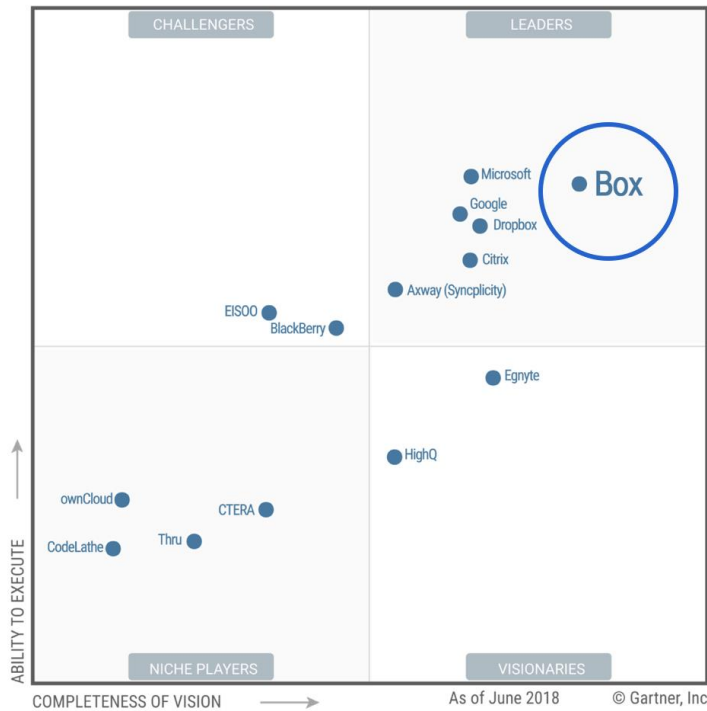 CHALLENGERS
LEADERS
Microsoft
Box
Google
Dropbox
Citrix
Axway (Syncplicity)
EISOO
BlackBerry
Egnyte
HighQ
ownCloud
CTERA
Thru
CodeLathe
ABILITY TO EXECUTE
NICHE PLAYERS
VISIONARIES
COMPLETENESS OF VISION
As of June 2018
© Gartner, Inc